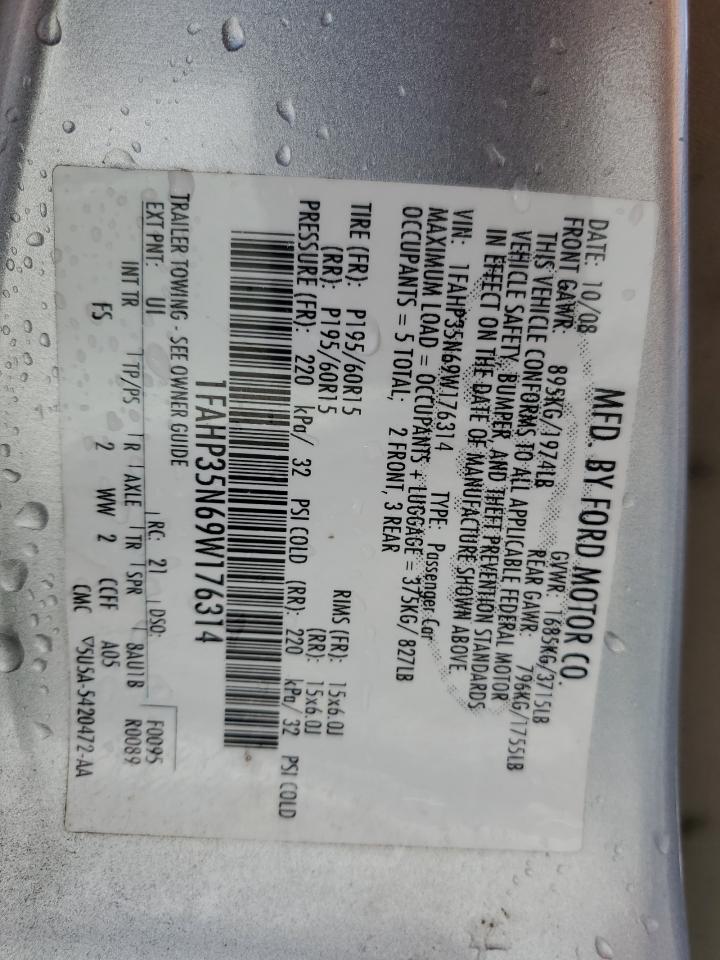 MFD. BY FORD MOTOR CO.
DATE: 10/08 GVWR: 1685KG/3715LB
FRONT GAWR: 895KG/1974LB REAR GAWR: 796KG/1755LB
THIS VEHICLE CONFORMS TO ALL APPLICABLE FEDERAL MOTOR
VEHICLE SAFETY, BUMPER, AND THEFT PREVENTION STANDARDS
IN EFFECT ON THE DATE OF MANUFACTURE SHOWN ABOVE.
VIN: 1FAHP35N69W176314 TYPE: Passenger Car
MAXIMUM LOAD = OCCUPANTS + LUGGAGE = 375KG/ 827LB
OCCUPANTS = 5 TOTAL; 2 FRONT, 3 REAR
TIRE (FR): P195/60R15 RIMS (FR): 15x6.0J
(RR): P195/60R15 (RR): 15x6.0J
PRESSURE (FR): 220 kPa/ 32 PSI COLD (RR): 220 kPa/ 32 PSI COLD
1FAHP35N69W176314
TRAILER TOWING - SEE OWNER GUIDE
EXT PNT: UI RC: 21 DSO: F0095
INT TR TP/PS R AXLE TR SPR 8AU1B R0089
FS 2 WW 2 CCFF A05
CMC 5U5A-5420472-AA